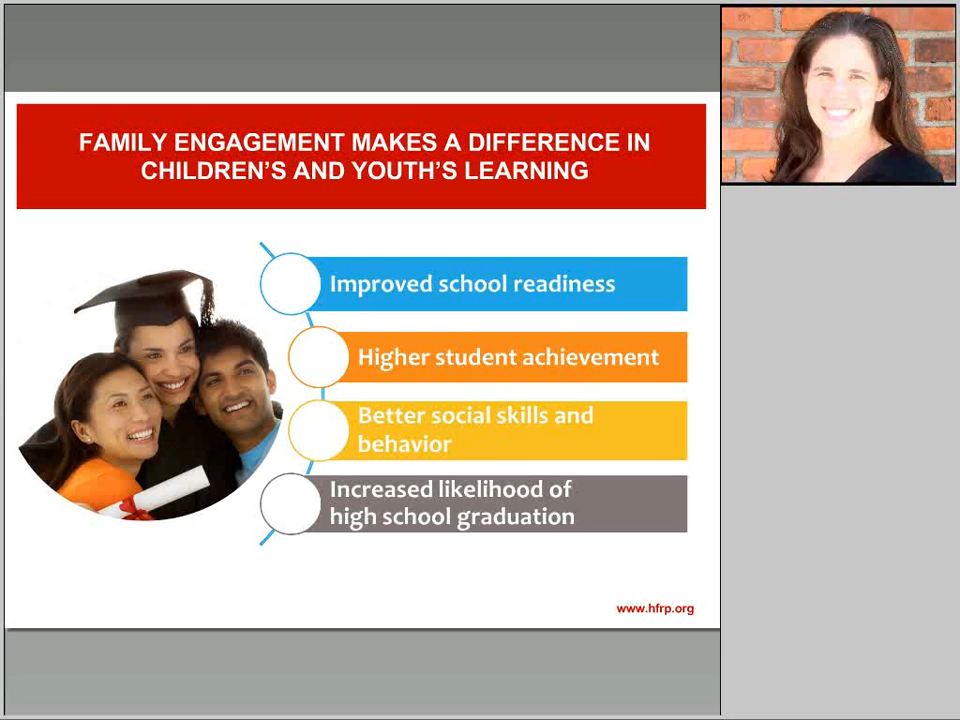 FAMILY ENGAGEMENT MAKES A DIFFERENCE IN
CHILDREN'S AND YOUTH'S LEARNING
Improved school readiness
Higher student achievement
Better social skills and
behavior
Increased likelihood of
high school graduation
www.hfrp.org